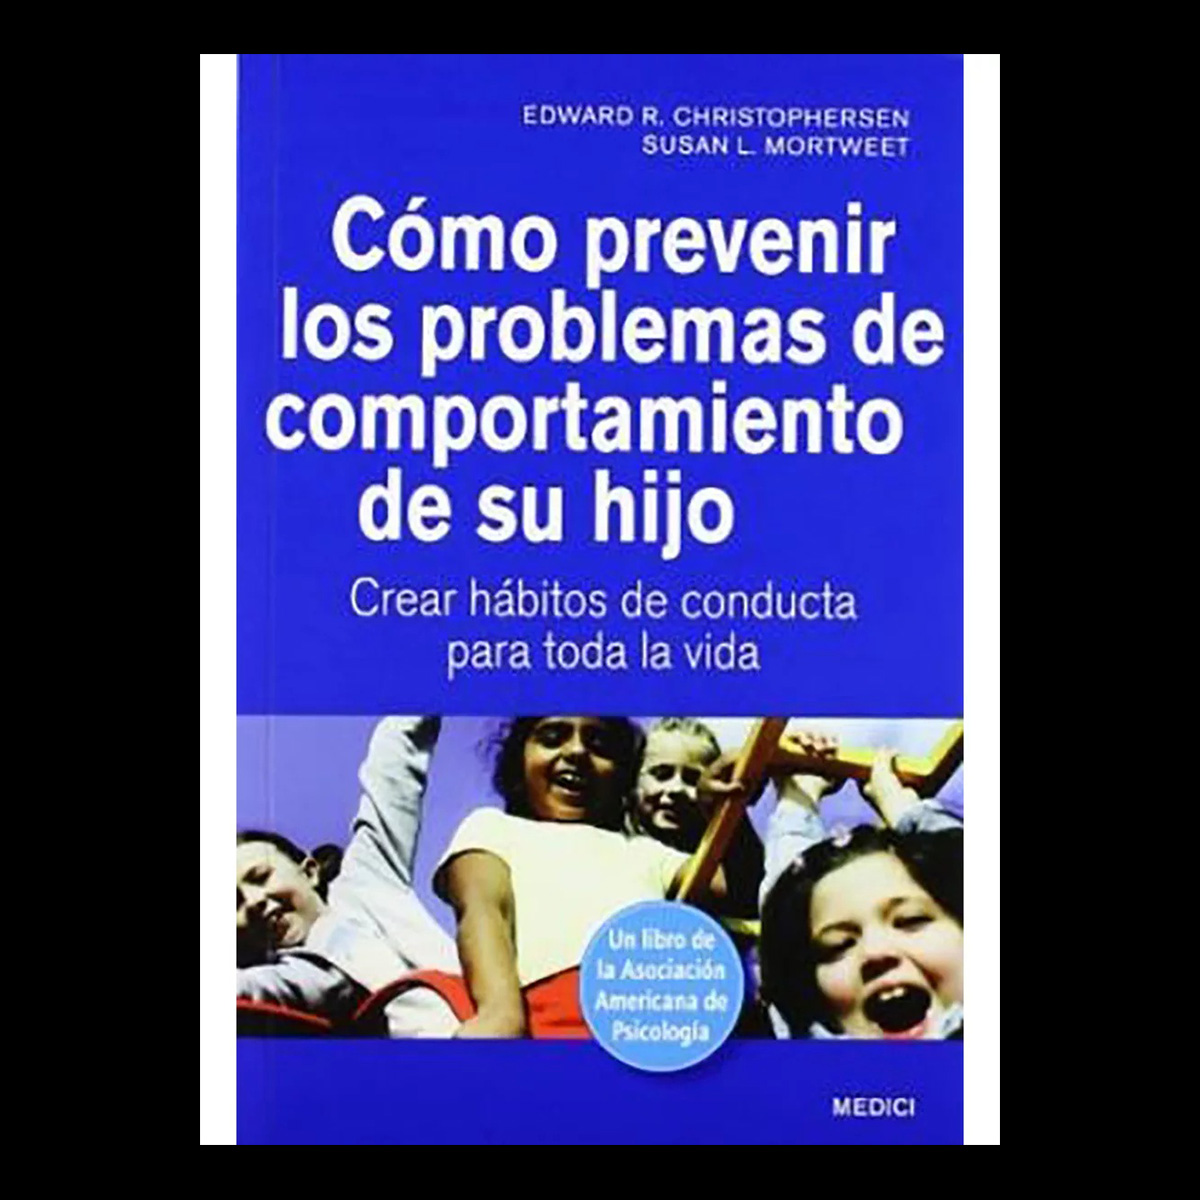 EDWARD R. CHRISTOPHERSEN
SUSAN L. MORTWEET
Cómo prevenir
los problemas de
comportamiento
de su hijo
Crear hábitos de conducta
para toda la vida
Un libro de
la Asociación
Americana de
Psicología
MEDICI